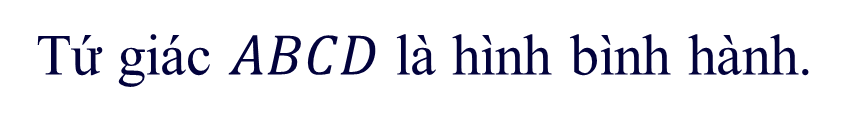 Tứ giác ABCD là hình bình hành.